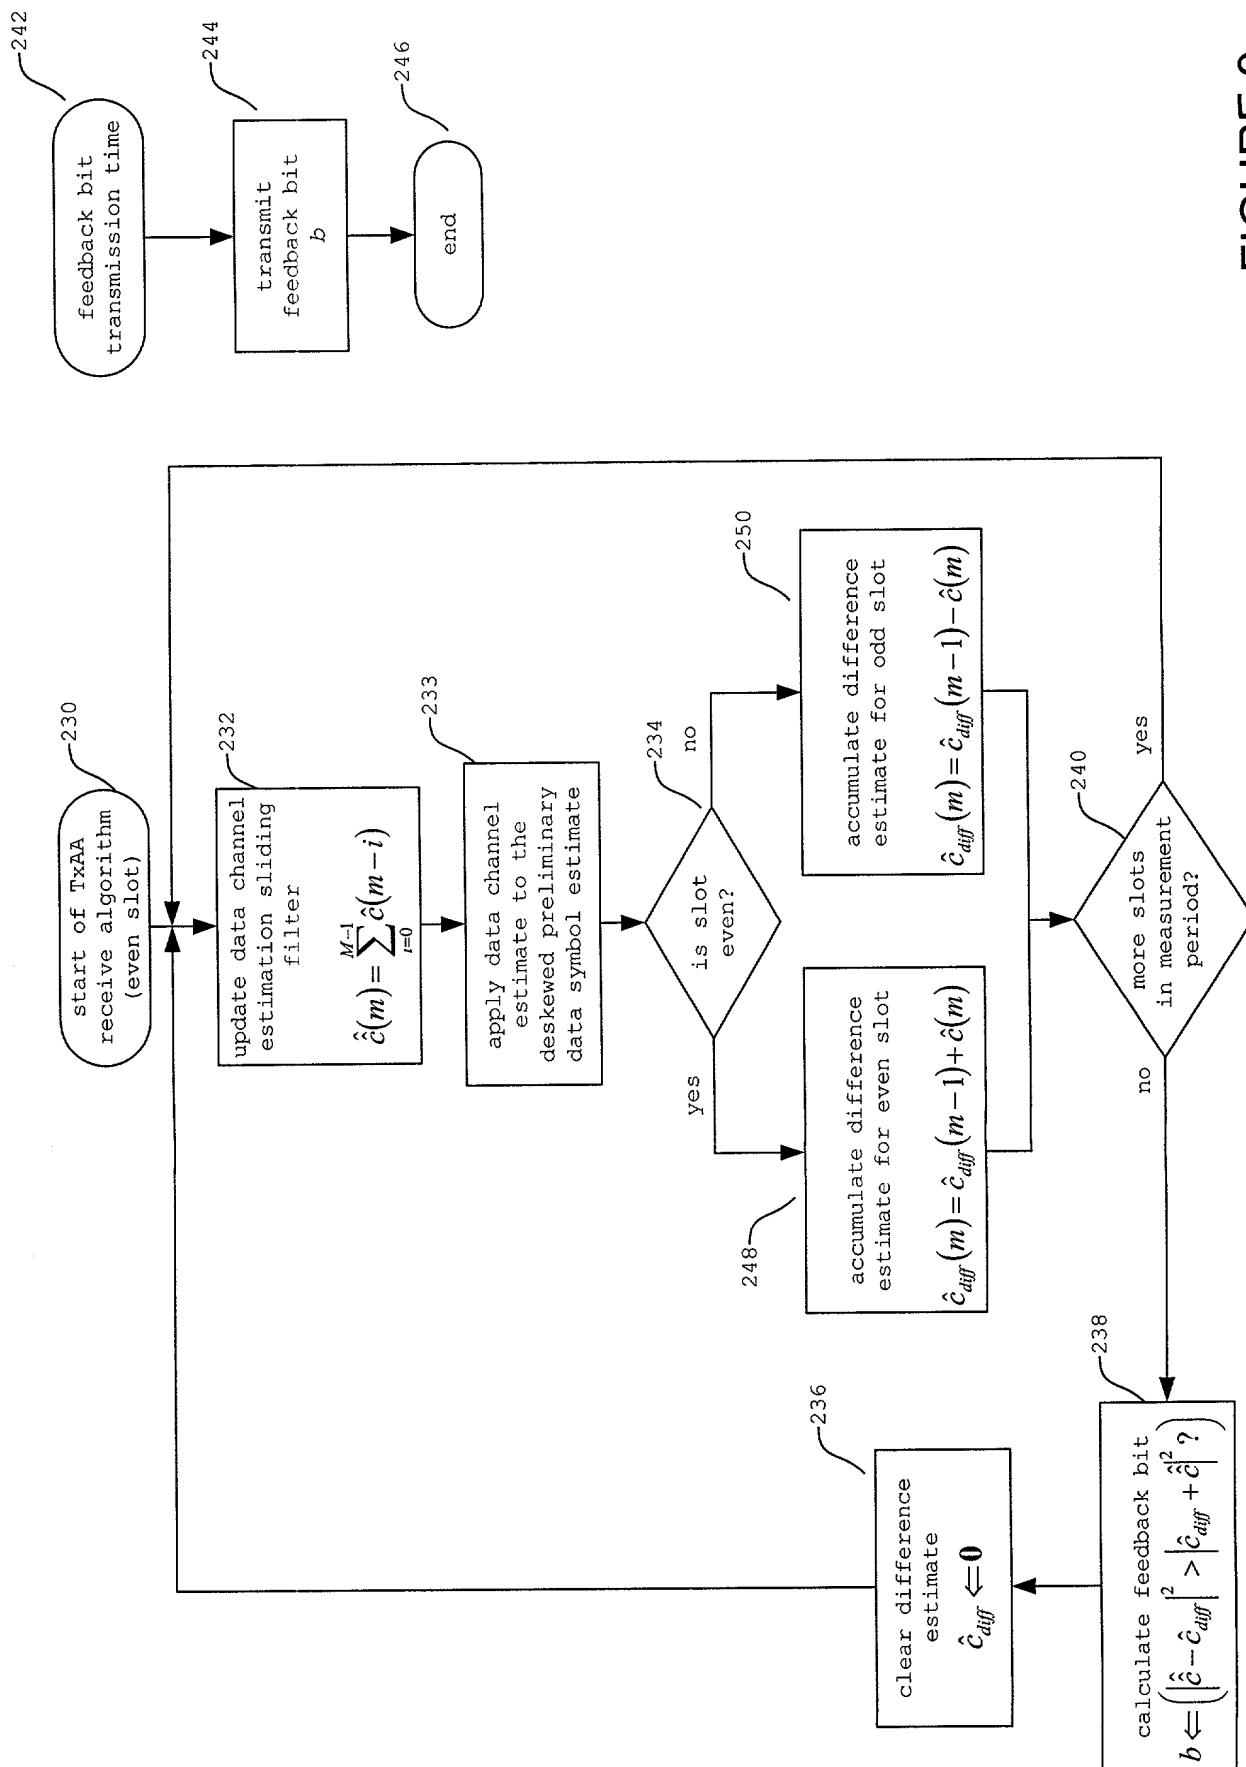 242
feedback bit
transmission time
244
transmit
feedback bit
b
246
end
230
start of TxAA
receive algorithm
(even slot)
232
update data channel
estimation sliding
filter
ĉ(m) = Σ_{i=0}^{M-1} ĉ(m−i)
233
apply data channel
estimate to the
deskewed preliminary
data symbol estimate
234
is slot
even?
yes
no
248
accumulate difference
estimate for even slot
ĉ_diff(m) = ĉ_diff(m−1) + ĉ(m)
250
accumulate difference
estimate for odd slot
ĉ_diff(m) = ĉ_diff(m−1) − ĉ(m)
240
more slots
in measurement
period?
yes
no
238
calculate feedback bit
b ⇐ (|ĉ − ĉ_diff|² > |ĉ_diff + ĉ|² ?)
236
clear difference
estimate
ĉ_diff ⇐ 0
FIGURE